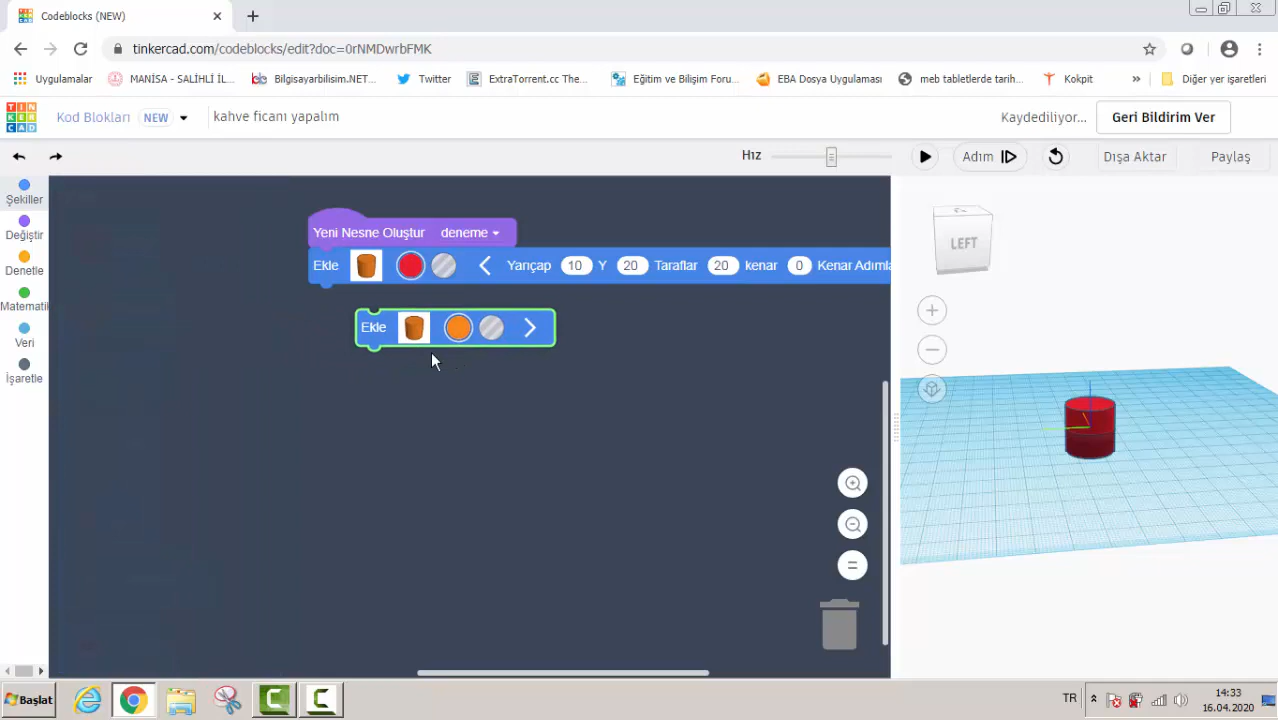 Codeblocks (NEW)
tinkercad.com/codeblocks/edit?doc=0rNMDwrbFMK
Uygulamalar MANİSA - SALİHLİ İL... Bilgisayarbilisim.NET... Twitter ExtraTorrent.cc The... Eğitim ve Bilişim Foru... EBA Dosya Uygulaması meb tabletlerde tarih... Kokpit » Diğer yer işaretleri
TIN
KER
CAD
Kod Blokları NEW kahve ficanı yapalım Kaydediliyor... Geri Bildirim Ver
Hız Adım Dışa Aktar Paylaş
Şekiller
Değiştir
Denetle
Matematik
Veri
İşaretle
Yeni Nesne Oluştur deneme
Ekle Yarıçap 10 Y 20 Taraflar 20 kenar 0 Kenar Adımla
Ekle
LEFT
Başlat
TR
14:33
16.04.2020